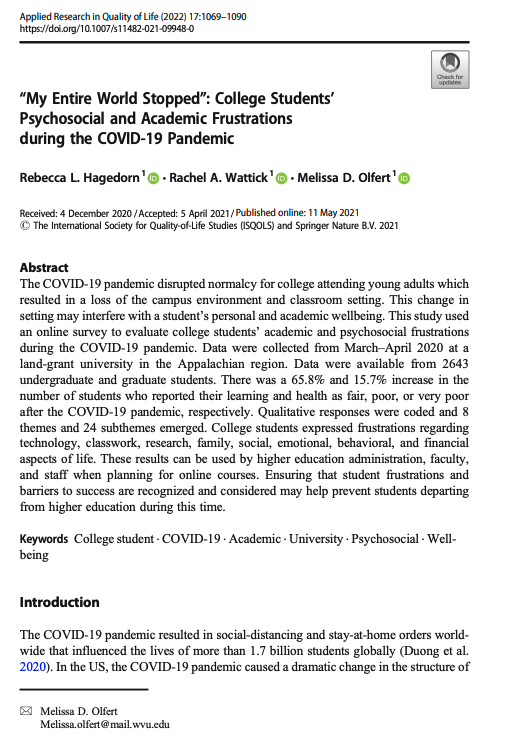 Applied Research in Quality of Life (2022) 17:1069–1090
https://doi.org/10.1007/s11482-021-09948-0
Check for
updates
“My Entire World Stopped”: College Students’
Psychosocial and Academic Frustrations
during the COVID-19 Pandemic
Rebecca L. Hagedorn1 iD · Rachel A. Wattick1 iD · Melissa D. Olfert1 iD
Received: 4 December 2020 / Accepted: 5 April 2021/ Published online: 11 May 2021
© The International Society for Quality-of-Life Studies (ISQOLS) and Springer Nature B.V. 2021
Abstract
The COVID-19 pandemic disrupted normalcy for college attending young adults which
resulted in a loss of the campus environment and classroom setting. This change in
setting may interfere with a student’s personal and academic wellbeing. This study used
an online survey to evaluate college students’ academic and psychosocial frustrations
during the COVID-19 pandemic. Data were collected from March–April 2020 at a
land-grant university in the Appalachian region. Data were available from 2643
undergraduate and graduate students. There was a 65.8% and 15.7% increase in the
number of students who reported their learning and health as fair, poor, or very poor
after the COVID-19 pandemic, respectively. Qualitative responses were coded and 8
themes and 24 subthemes emerged. College students expressed frustrations regarding
technology, classwork, research, family, social, emotional, behavioral, and financial
aspects of life. These results can be used by higher education administration, faculty,
and staff when planning for online courses. Ensuring that student frustrations and
barriers to success are recognized and considered may help prevent students departing
from higher education during this time.
Keywords College student · COVID-19 · Academic · University · Psychosocial · Well-
being
Introduction
The COVID-19 pandemic resulted in social-distancing and stay-at-home orders world-
wide that influenced the lives of more than 1.7 billion students globally (Duong et al.
2020). In the US, the COVID-19 pandemic caused a dramatic change in the structure of
Melissa D. Olfert
Melissa.olfert@mail.wvu.edu